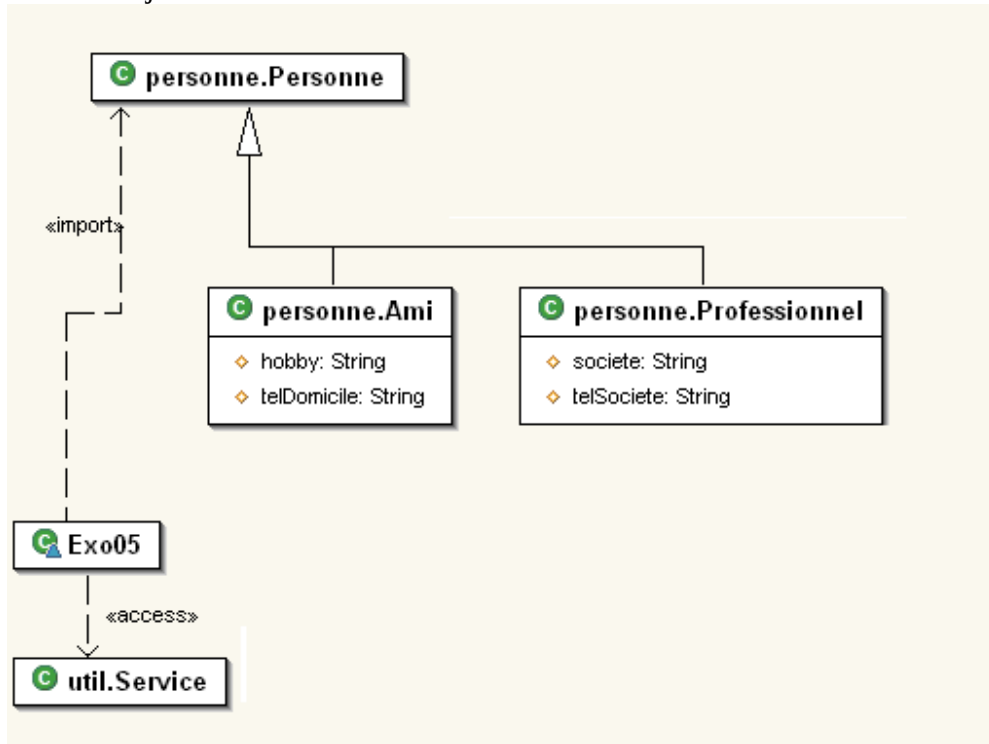 personne.Personne
«import»
personne.Ami
hobby: String
telDomicile: String
personne.Professionnel
societe: String
telSociete: String
Exo05
«access»
util.Service